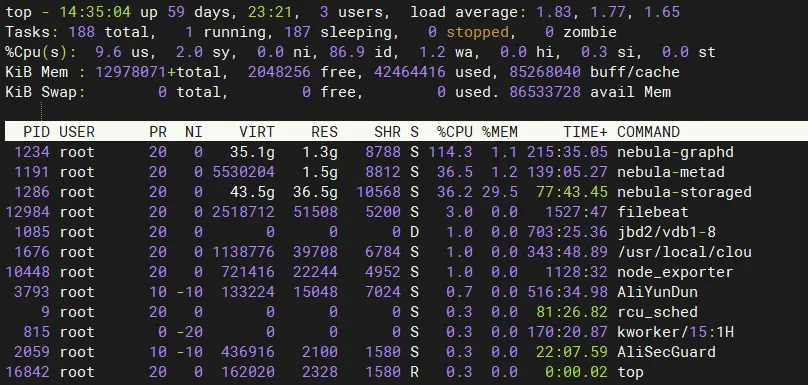 top - 14:35:04 up 59 days, 23:21,  3 users,  load average: 1.83, 1.77, 1.65
Tasks: 188 total,   1 running, 187 sleeping,   0 stopped,   0 zombie
%Cpu(s):  9.6 us,  2.0 sy,  0.0 ni, 86.9 id,  1.2 wa,  0.0 hi,  0.3 si,  0.0 st
KiB Mem : 12978071+total,  2048256 free, 42464416 used, 85268040 buff/cache
KiB Swap:        0 total,        0 free,        0 used. 86533728 avail Mem
PID USER      PR  NI    VIRT    RES    SHR S  %CPU %MEM     TIME+ COMMAND
1234 root      20   0   35.1g   1.3g   8788 S 114.3  1.1 215:35.05 nebula-graphd
1191 root      20   0 5530204   1.5g   8812 S  36.5  1.2 139:05.27 nebula-metad
1286 root      20   0   43.5g  36.5g  10568 S  36.2 29.5  77:43.45 nebula-storaged
12984 root      20   0 2518712  51508   5200 S   3.0  0.0   1527:47 filebeat
1085 root      20   0       0      0      0 D   1.0  0.0 703:25.36 jbd2/vdb1-8
1676 root      20   0 1138776  39708   6784 S   1.0  0.0 343:48.89 /usr/local/clou
10448 root      20   0  721416  22244   4952 S   1.0  0.0   1128:32 node_exporter
3793 root      10 -10  133224  15048   7024 S   0.7  0.0 516:34.98 AliYunDun
9 root      20   0       0      0      0 S   0.3  0.0  81:26.82 rcu_sched
815 root       0 -20       0      0      0 S   0.3  0.0 170:20.87 kworker/15:1H
2059 root      10 -10  436916   2100   1580 S   0.3  0.0  22:07.59 AliSecGuard
16842 root      20   0  162020   2328   1580 R   0.3  0.0   0:00.02 top